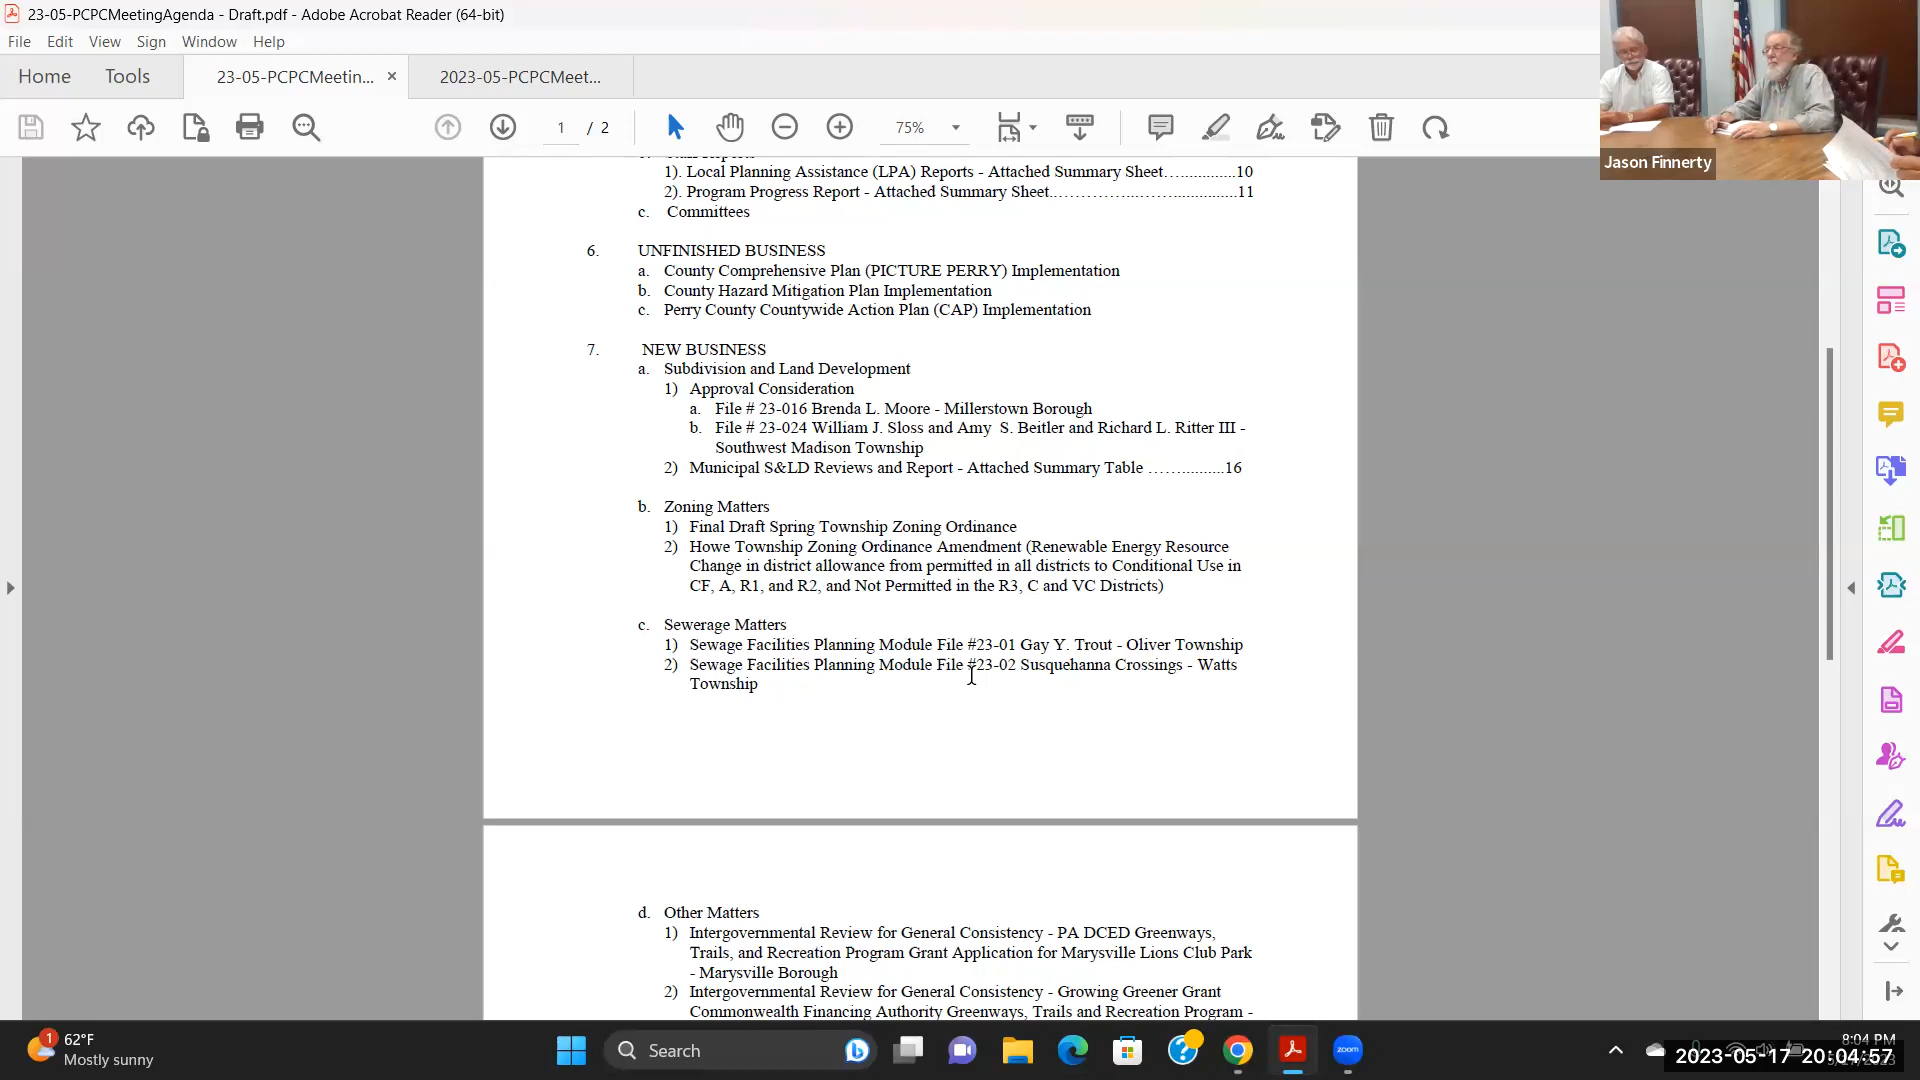 23-05-PCPCMeetingAgenda - Draft.pdf - Adobe Acrobat Reader (64-bit)
File Edit View Sign Window Help
Home Tools 23-05-PCPCMeetin... × 2023-05-PCPCMeet...
1 / 2 75%
Jason Finnerty
1). Local Planning Assistance (LPA) Reports - Attached Summary Sheet…............10
2). Program Progress Report - Attached Summary Sheet..…………..……...............11
c. Committees
6. UNFINISHED BUSINESS
a. County Comprehensive Plan (PICTURE PERRY) Implementation
b. County Hazard Mitigation Plan Implementation
c. Perry County Countywide Action Plan (CAP) Implementation
7. NEW BUSINESS
a. Subdivision and Land Development
1) Approval Consideration
a. File # 23-016 Brenda L. Moore - Millerstown Borough
b. File # 23-024 William J. Sloss and Amy S. Beitler and Richard L. Ritter III -
Southwest Madison Township
2) Municipal S&LD Reviews and Report - Attached Summary Table ……..........16
b. Zoning Matters
1) Final Draft Spring Township Zoning Ordinance
2) Howe Township Zoning Ordinance Amendment (Renewable Energy Resource
Change in district allowance from permitted in all districts to Conditional Use in
CF, A, R1, and R2, and Not Permitted in the R3, C and VC Districts)
c. Sewerage Matters
1) Sewage Facilities Planning Module File #23-01 Gay Y. Trout - Oliver Township
2) Sewage Facilities Planning Module File #23-02 Susquehanna Crossings - Watts
Township
d. Other Matters
1) Intergovernmental Review for General Consistency - PA DCED Greenways,
Trails, and Recreation Program Grant Application for Marysville Lions Club Park
- Marysville Borough
2) Intergovernmental Review for General Consistency - Growing Greener Grant
Commonwealth Financing Authority Greenways, Trails and Recreation Program -
1 62°F
Mostly sunny
Search
zoom
8:04 PM
2023-05-17 20:04:57